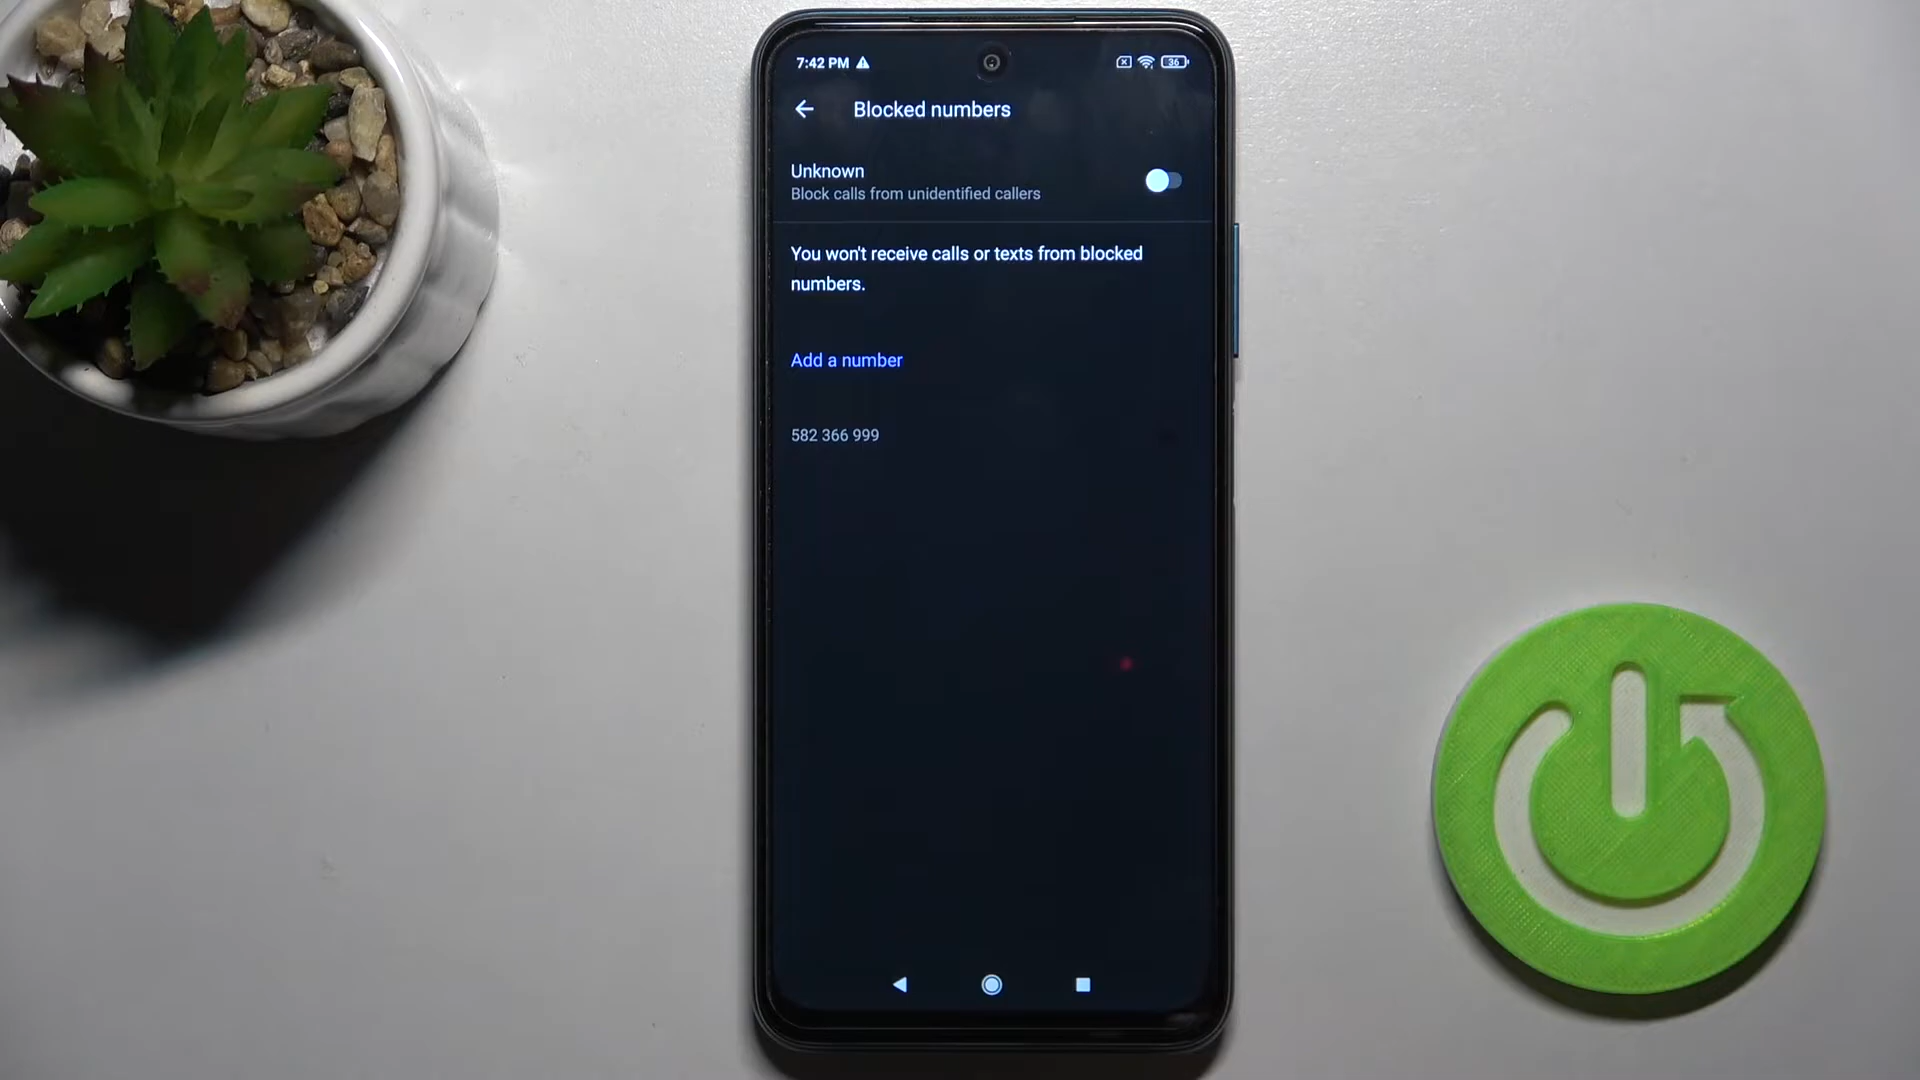 7:42 PM
36
Blocked numbers
Unknown
Block calls from unidentified callers
You won't receive calls or texts from blocked
numbers.
Add a number
582 366 999